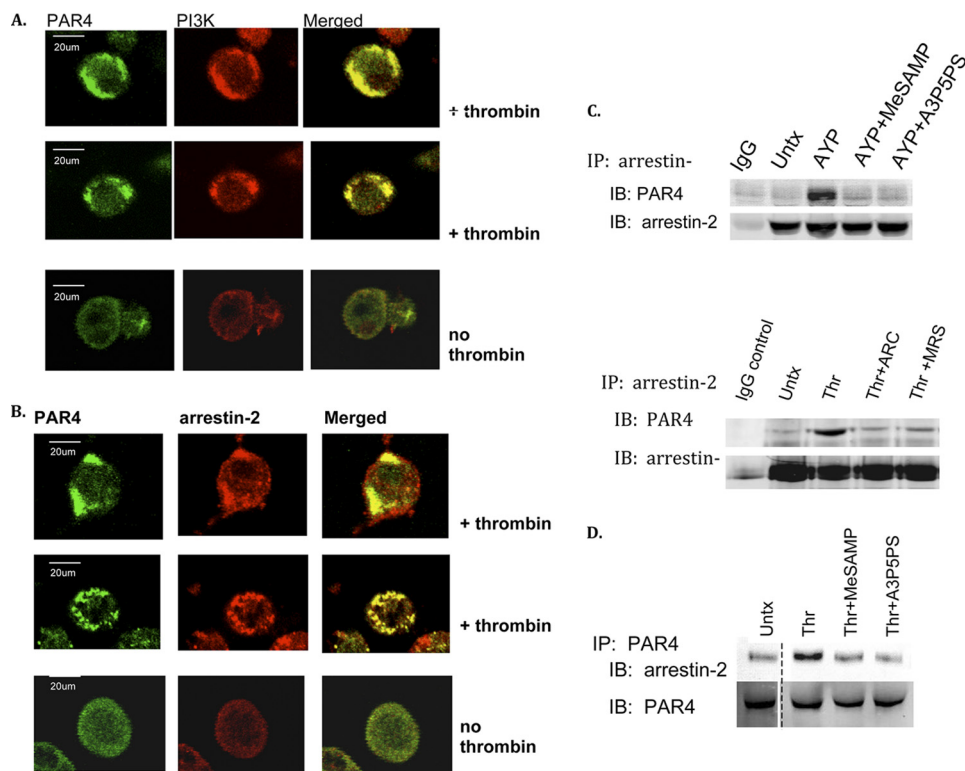 A.
PAR4 PI3K Merged
20um
+ thrombin
20um
+ thrombin
20um
no
thrombin
B.
PAR4 arrestin-2 Merged
20um
+ thrombin
20um
+ thrombin
20um
no
thrombin
C.
IgG Untx AYP AYP+MeSAMP AYP+A3P5PS
IP: arrestin-
IB: PAR4
IB: arrestin-2
IgG control Untx Thr Thr+ARC Thr +MRS
IP: arrestin-2
IB: PAR4
IB: arrestin-
D.
Untx Thr Thr+MeSAMP Thr+A3P5PS
IP: PAR4
IB: arrestin-2
IB: PAR4